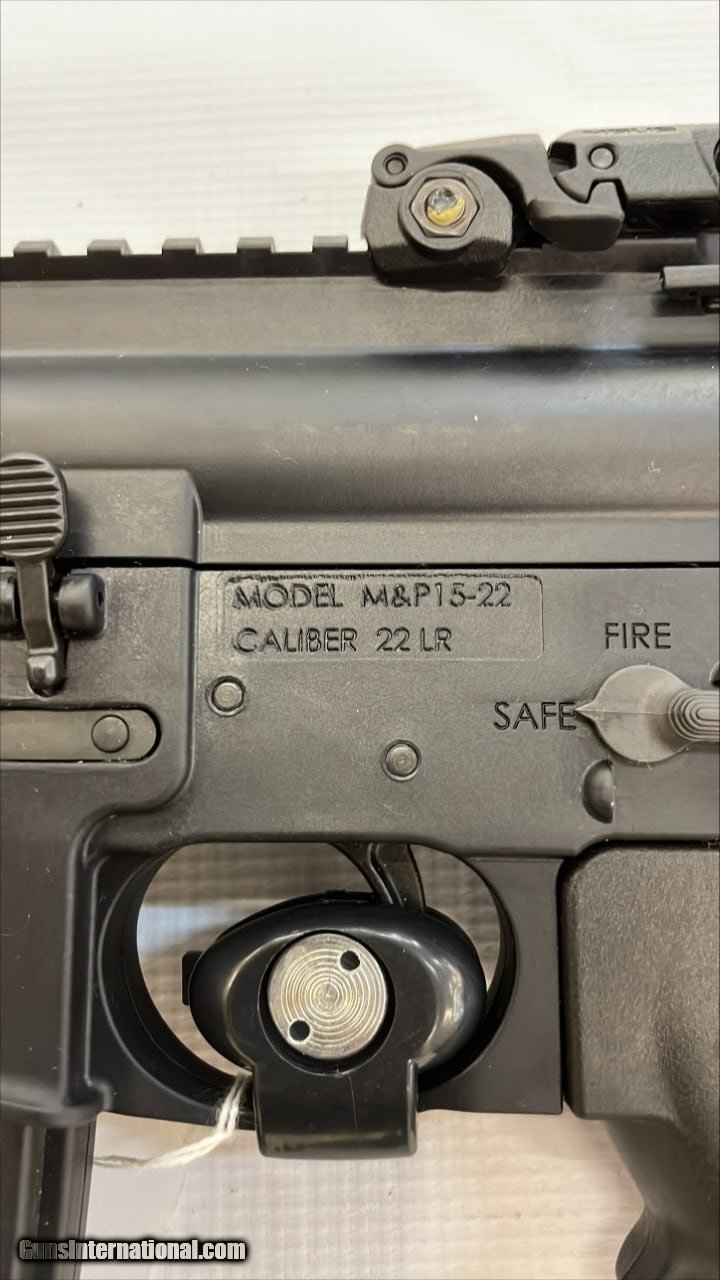 MODEL M&P15-22
CALIBER 22 LR
FIRE
SAFE
GunsInternational.com